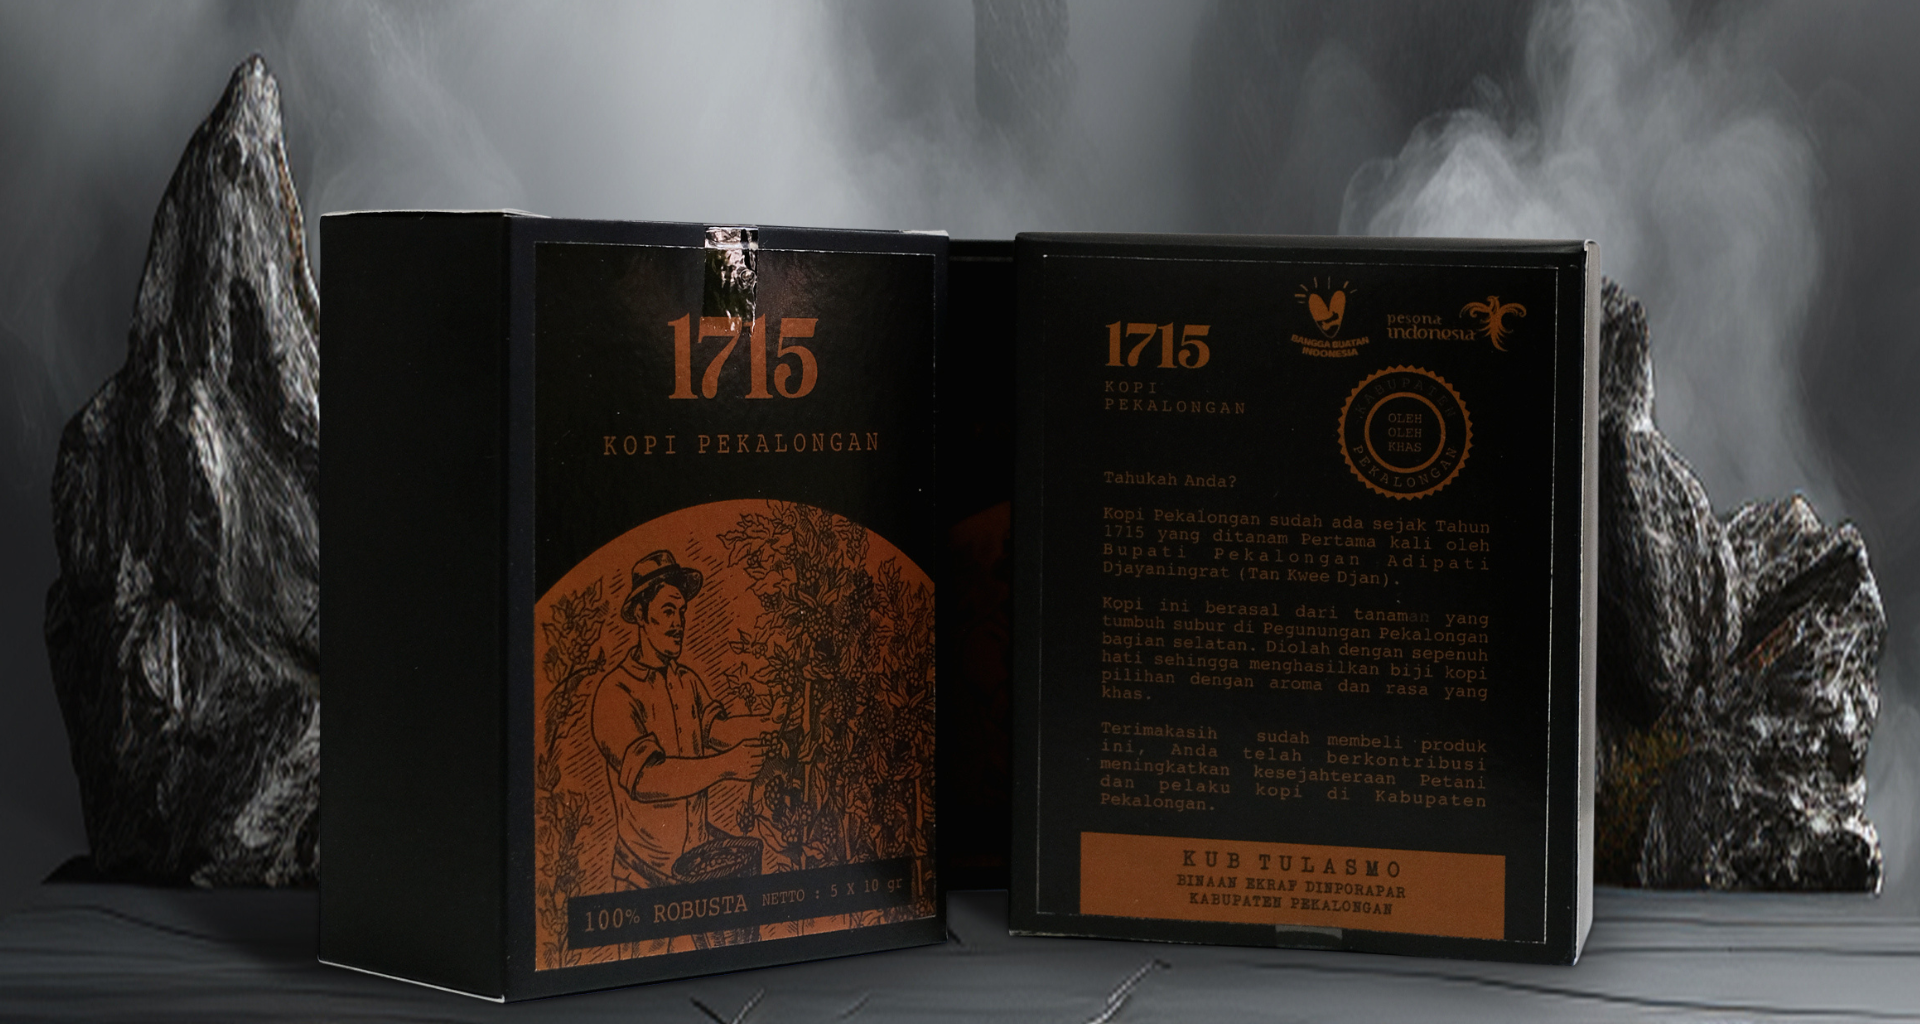 1715
KOPI PEKALONGAN
100% ROBUSTA NETTO : 5 X 10 gr
1715
KOPI
PEKALONGAN
BANGGA BUATAN
INDONESIA
pesona
indonesia
KABUPATEN
OLEH
OLEH
KHAS
PEKALONGAN
Tahukah Anda?
Kopi Pekalongan sudah ada sejak Tahun
1715 yang ditanam Pertama kali oleh
Bupati Pekalongan Adipati
Djayaningrat (Tan Kwee Djan).
Kopi ini berasal dari tanaman yang
tumbuh subur di Pegunungan Pekalongan
bagian selatan. Diolah dengan sepenuh
hati sehingga menghasilkan biji kopi
pilihan dengan aroma dan rasa yang
khas.
Terimakasih sudah membeli produk
ini, Anda telah berkontribusi
meningkatkan kesejahteraan Petani
dan pelaku kopi di Kabupaten
Pekalongan.
KUB TULASMO
BINAAN EKRAF DINPORAPAR
KABUPATEN PEKALONGAN